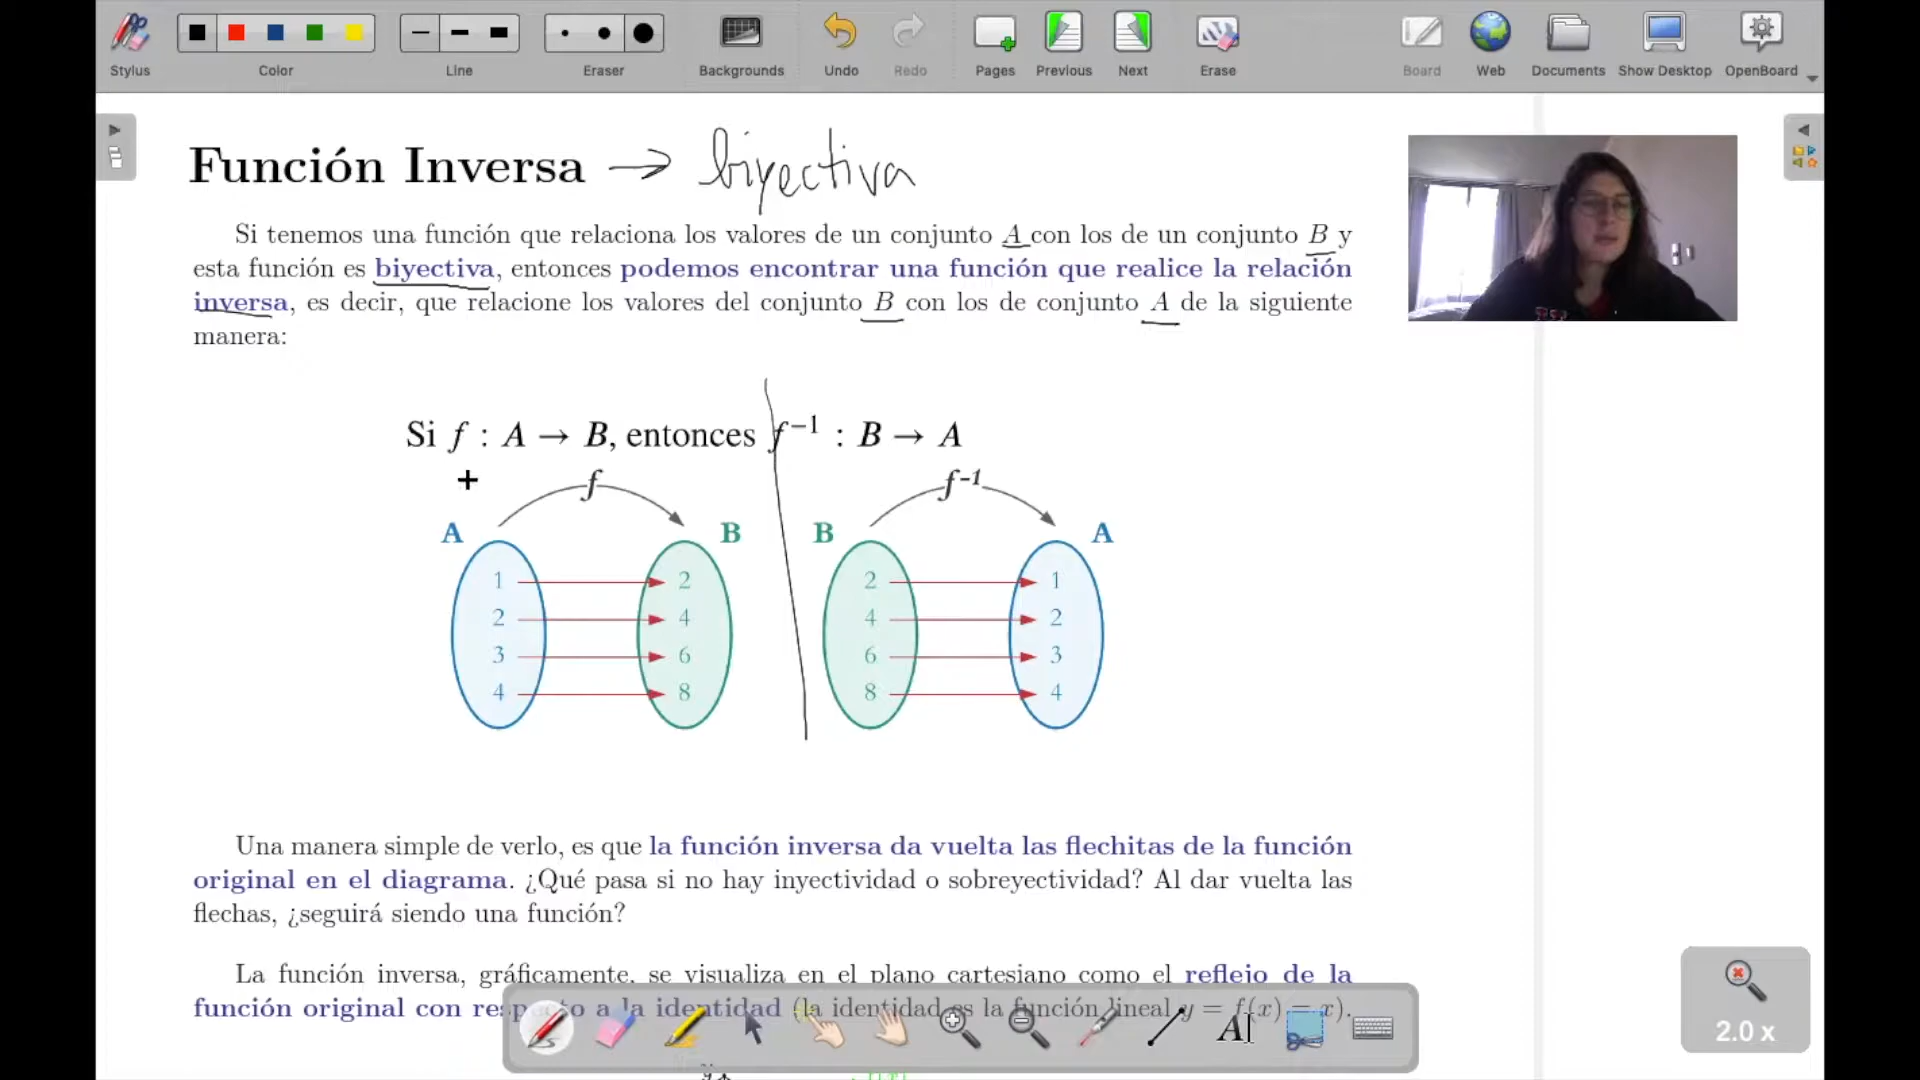 Stylus Color Line Eraser Backgrounds Undo Redo Pages Previous Next Erase Board Web Documents Show Desktop OpenBoard
Función Inversa → biyectiva
Si tenemos una función que relaciona los valores de un conjunto A con los de un conjunto B y
esta función es biyectiva, entonces podemos encontrar una función que realice la relación
inversa, es decir, que relacione los valores del conjunto B con los de conjunto A de la siguiente
manera:
Si f : A → B, entonces f⁻¹ : B → A
f f⁻¹
A B B A
1 2 2 1
2 4 4 2
3 6 6 3
4 8 8 4
Una manera simple de verlo, es que la función inversa da vuelta las flechitas de la función
original en el diagrama. ¿Qué pasa si no hay inyectividad o sobreyectividad? Al dar vuelta las
flechas, ¿seguirá siendo una función?
La función inversa, gráficamente, se visualiza en el plano cartesiano como el reflejo de la
función original con respecto a la identidad (la identidad es la función lineal y = f(x) = x).
2.0 x